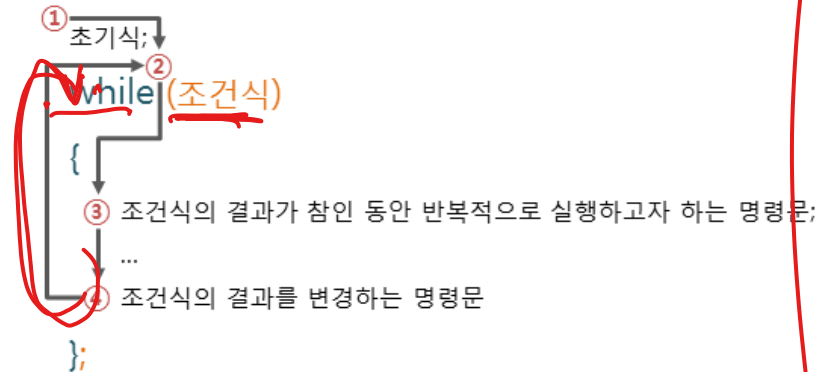 ①
초기식;
②
while (조건식)
{
③ 조건식의 결과가 참인 동안 반복적으로 실행하고자 하는 명령문;
...
④ 조건식의 결과를 변경하는 명령문
};